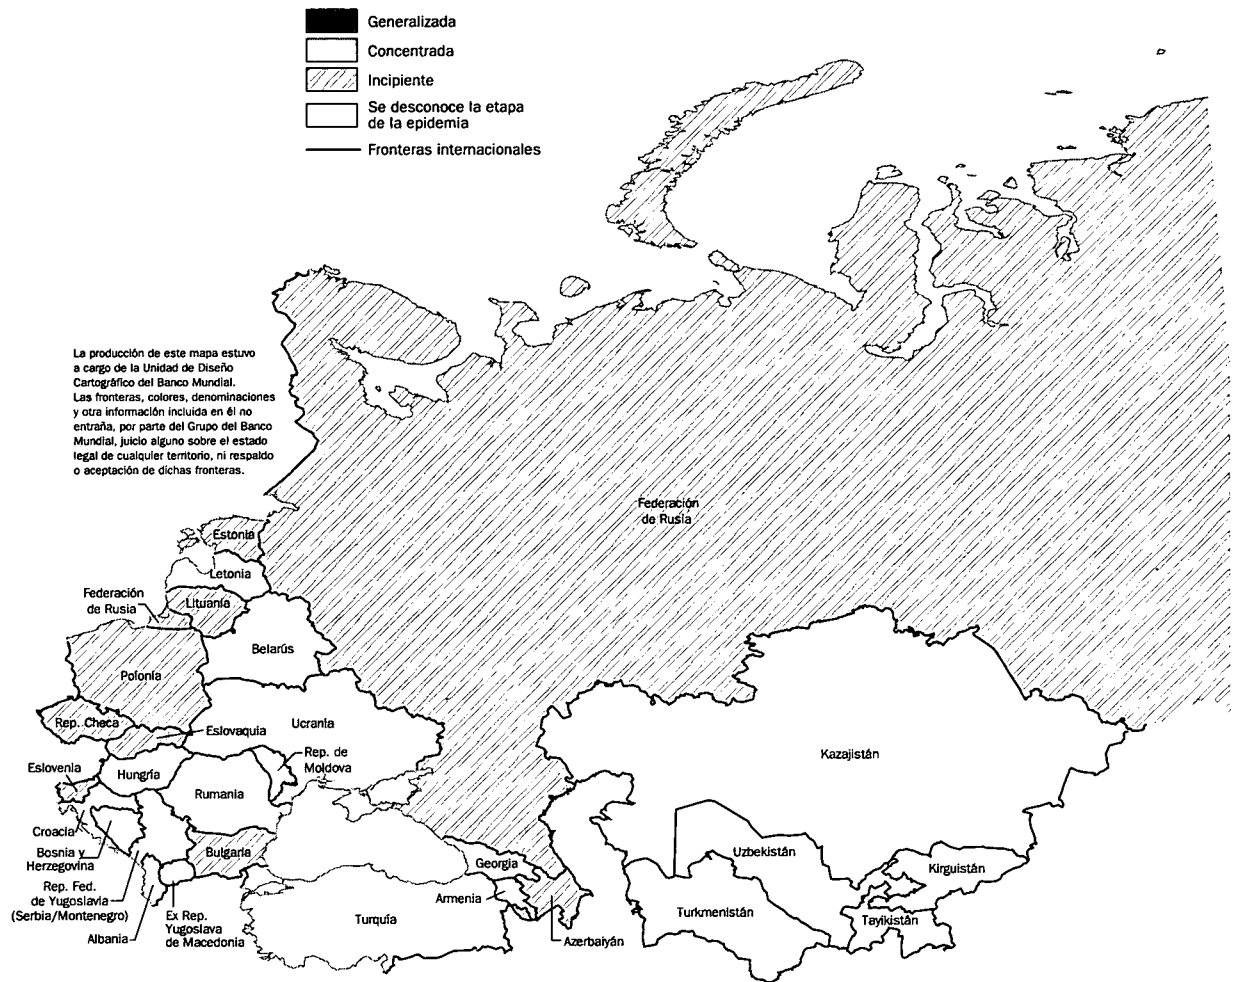 Generalizada
Concentrada
Incipiente
Se desconoce la etapa
de la epidemia
Fronteras internacionales
La producción de este mapa estuvo
a cargo de la Unidad de Diseño
Cartográfico del Banco Mundial.
Las fronteras, colores, denominaciones
y otra información incluida en él no
entraña, por parte del Grupo del Banco
Mundial, juicio alguno sobre el estado
legal de cualquier territorio, ni respaldo
o aceptación de dichas fronteras.
Federación
de Rusia
Estonia
Letonia
Federación
de Rusia
Lituanía
Belarús
Polonia
Rep. Checa
Eslovaquia
Ucrania
Rep. de
Moldova
Kazajistán
Eslovenia
Hungría
Rumania
Croacia
Bosnia y
Herzegovina
Bulgaria
Georgia
Uzbekistán
Kirguistán
Rep. Fed.
de Yugoslavia
(Serbia/Montenegro)
Armenia
Albania
Ex Rep.
Yugoslava
de Macedonia
Turquía
Azerbaiyán
Turkmenistán
Tayikistán